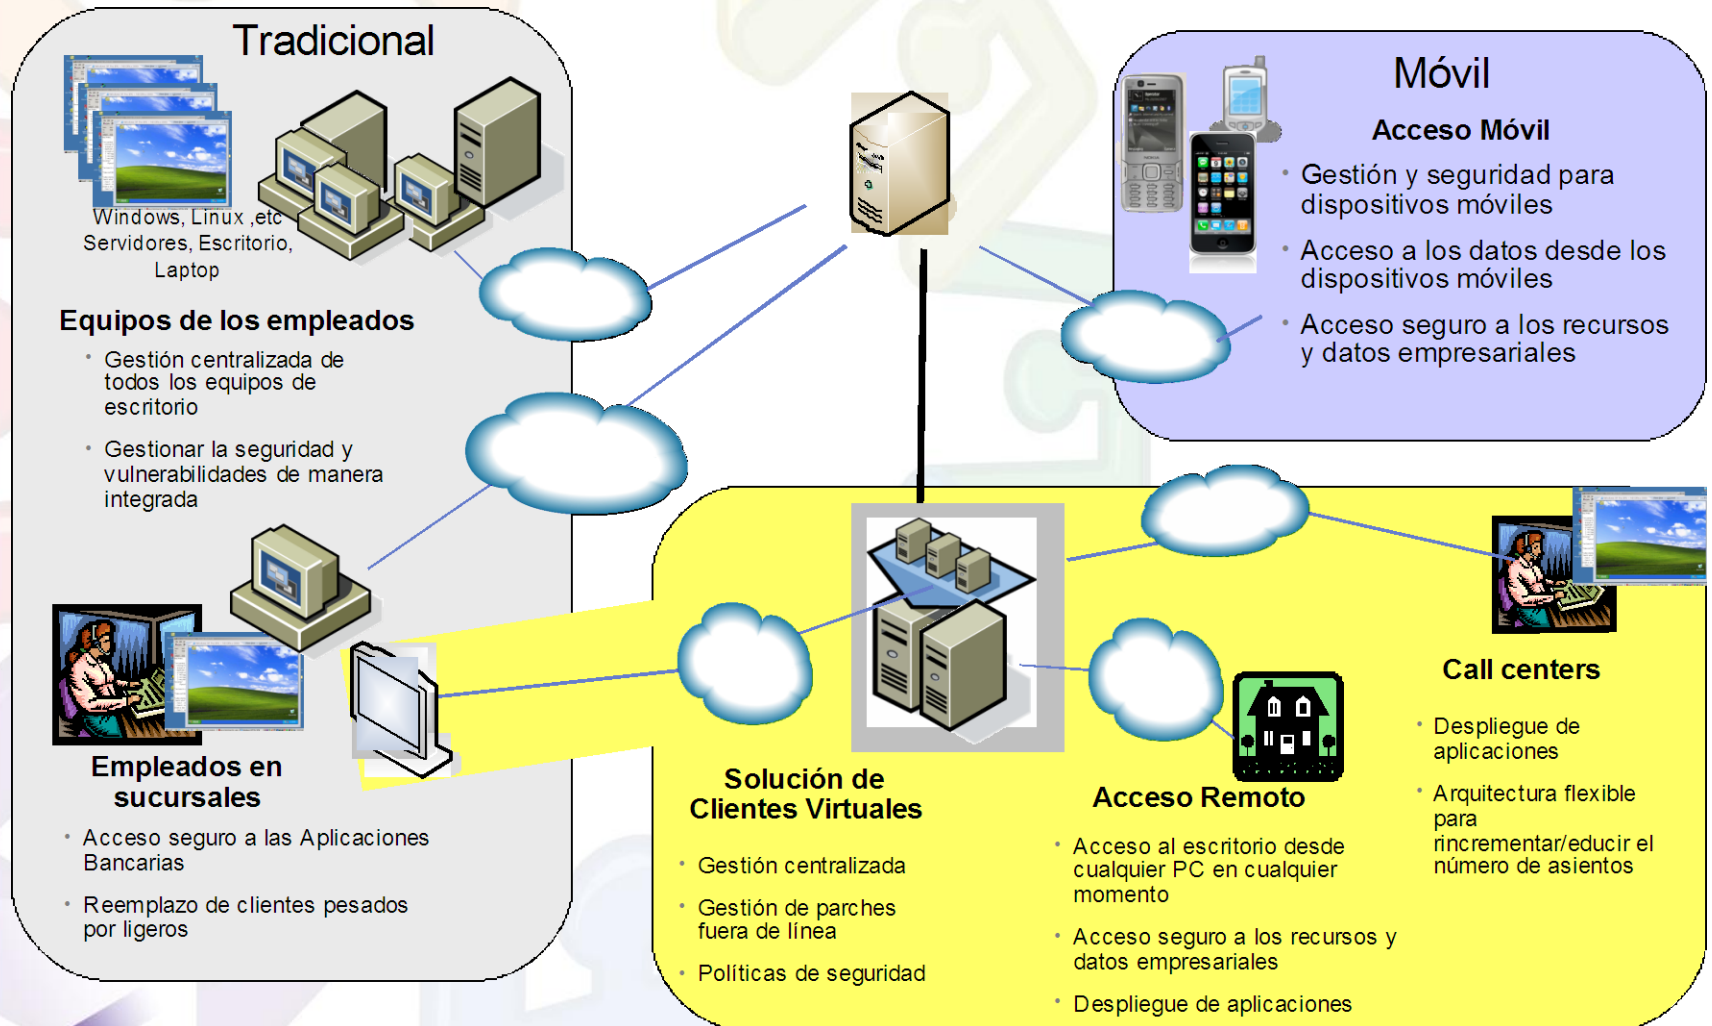 Tradicional
Windows, Linux ,etc
Servidores, Escritorio,
Laptop
Equipos de los empleados
• Gestión centralizada de
todos los equipos de
escritorio
• Gestionar la seguridad y
vulnerabilidades de manera
integrada
Empleados en
sucursales
• Acceso seguro a las Aplicaciones
Bancarias
• Reemplazo de clientes pesados
por ligeros
Móvil
Acceso Móvil
• Gestión y seguridad para
dispositivos móviles
• Acceso a los datos desde los
dispositivos móviles
• Acceso seguro a los recursos
y datos empresariales
Solución de
Clientes Virtuales
• Gestión centralizada
• Gestión de parches
fuera de línea
• Políticas de seguridad
Acceso Remoto
• Acceso al escritorio desde
cualquier PC en cualquier
momento
• Acceso seguro a los recursos y
datos empresariales
• Despliegue de aplicaciones
Call centers
• Despliegue de
aplicaciones
• Arquitectura flexible
para
rincrementar/educir el
número de asientos